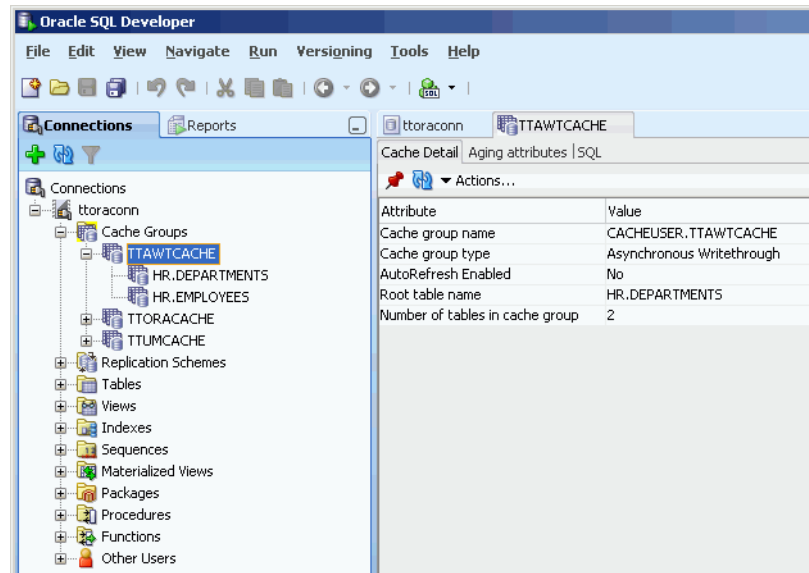 Oracle SQL Developer
File Edit View Navigate Run Versioning Tools Help
SQL
Connections Reports
Connections
ttoraconn
Cache Groups
TTAWTCACHE
HR.DEPARTMENTS
HR.EMPLOYEES
TTORACACHE
TTUMCACHE
Replication Schemes
Tables
Views
Indexes
Sequences
Materialized Views
Packages
Procedures
Functions
Other Users
ttoraconn TTAWTCACHE
Cache Detail Aging attributes SQL
Actions...
Attribute Value
Cache group name CACHEUSER.TTAWTCACHE
Cache group type Asynchronous Writethrough
AutoRefresh Enabled No
Root table name HR.DEPARTMENTS
Number of tables in cache group 2